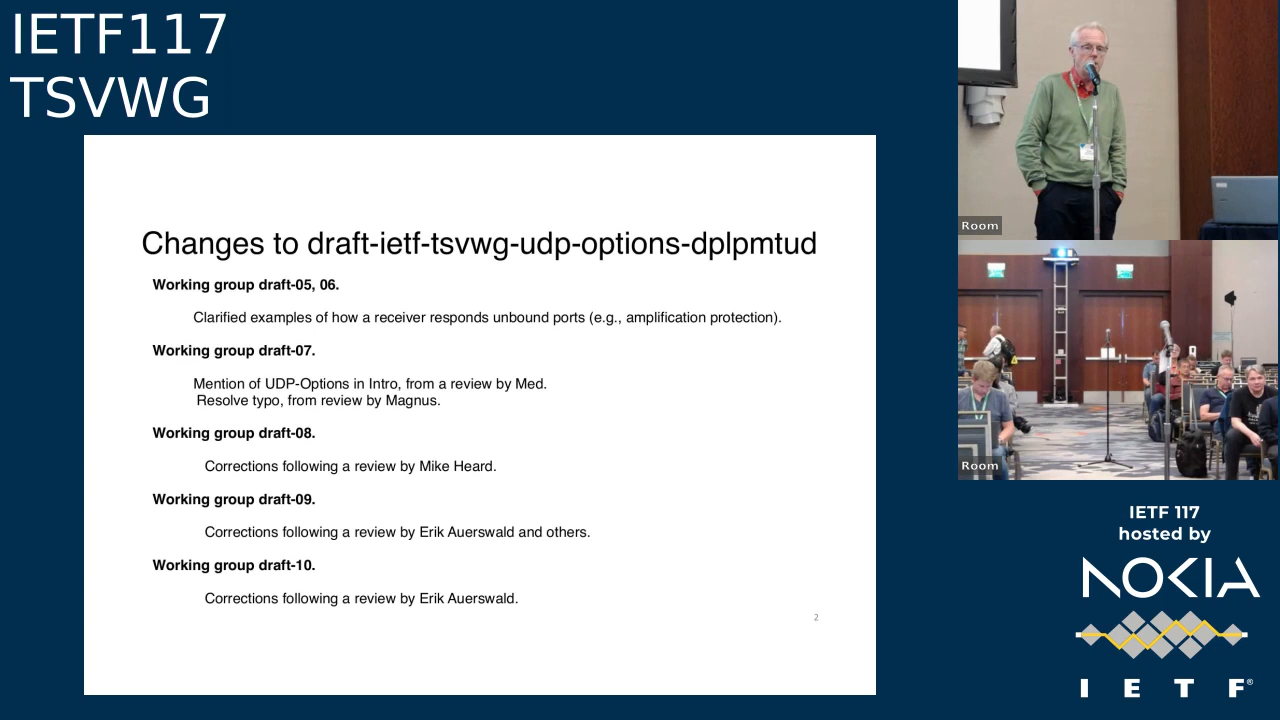 IETF117
TSVWG
Changes to draft-ietf-tsvwg-udp-options-dplpmtud
Working group draft-05, 06.
Clarified examples of how a receiver responds unbound ports (e.g., amplification protection).
Working group draft-07.
Mention of UDP-Options in Intro, from a review by Med.
Resolve typo, from review by Magnus.
Working group draft-08.
Corrections following a review by Mike Heard.
Working group draft-09.
Corrections following a review by Erik Auerswald and others.
Working group draft-10.
Corrections following a review by Erik Auerswald.
2
Room
Room
IETF 117
hosted by
NOKIA
I E T F®